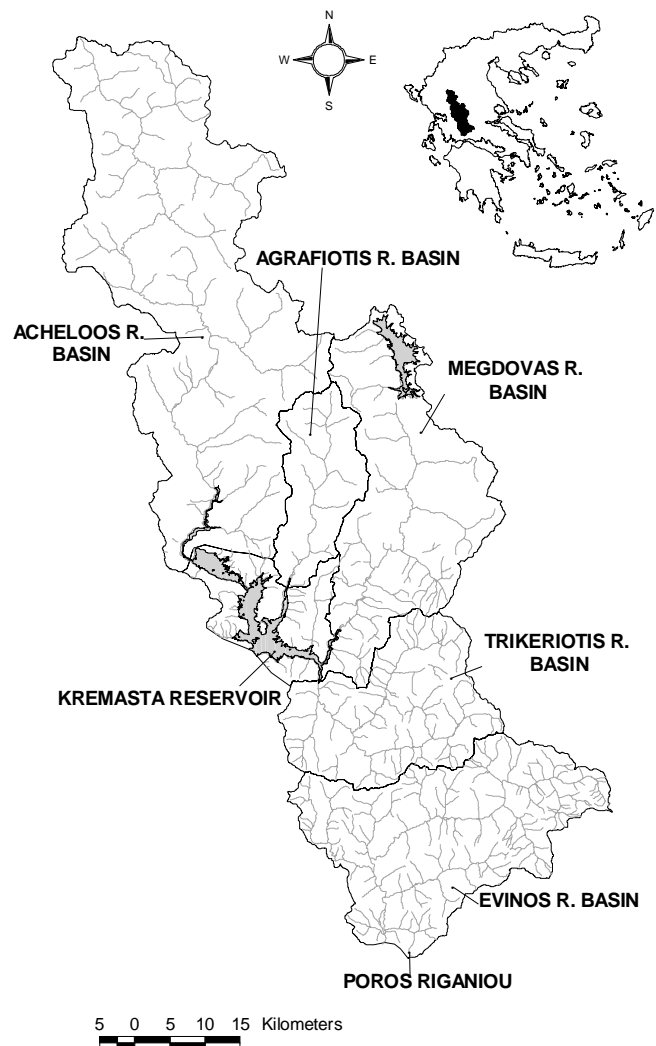 N
W E
S
AGRAFIOTIS R. BASIN
ACHELOOS R.
BASIN
MEGDOVAS R.
BASIN
TRIKERIOTIS R.
BASIN
KREMASTA RESERVOIR
EVINOS R. BASIN
POROS RIGANIOU
5 0 5 10 15 Kilometers